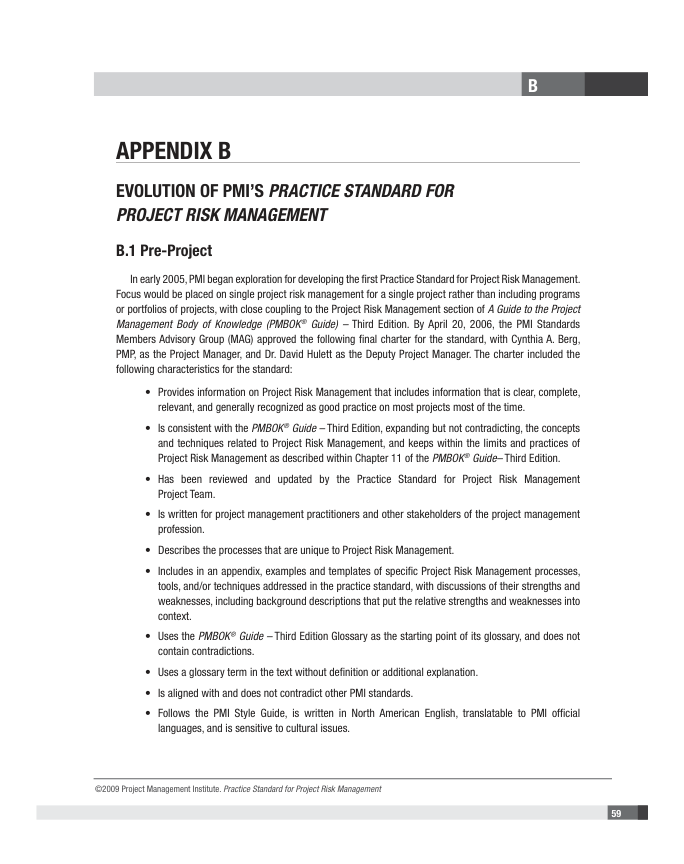 B
APPENDIX B
EVOLUTION OF PMI'S PRACTICE STANDARD FOR
PROJECT RISK MANAGEMENT
B.1 Pre-Project
In early 2005, PMI began exploration for developing the first Practice Standard for Project Risk Management.
Focus would be placed on single project risk management for a single project rather than including programs
or portfolios of projects, with close coupling to the Project Risk Management section of A Guide to the Project
Management Body of Knowledge (PMBOK® Guide) – Third Edition. By April 20, 2006, the PMI Standards
Members Advisory Group (MAG) approved the following final charter for the standard, with Cynthia A. Berg,
PMP, as the Project Manager, and Dr. David Hulett as the Deputy Project Manager. The charter included the
following characteristics for the standard:
• Provides information on Project Risk Management that includes information that is clear, complete,
relevant, and generally recognized as good practice on most projects most of the time.
• Is consistent with the PMBOK® Guide – Third Edition, expanding but not contradicting, the concepts
and techniques related to Project Risk Management, and keeps within the limits and practices of
Project Risk Management as described within Chapter 11 of the PMBOK® Guide– Third Edition.
• Has been reviewed and updated by the Practice Standard for Project Risk Management
Project Team.
• Is written for project management practitioners and other stakeholders of the project management
profession.
• Describes the processes that are unique to Project Risk Management.
• Includes in an appendix, examples and templates of specific Project Risk Management processes,
tools, and/or techniques addressed in the practice standard, with discussions of their strengths and
weaknesses, including background descriptions that put the relative strengths and weaknesses into
context.
• Uses the PMBOK® Guide – Third Edition Glossary as the starting point of its glossary, and does not
contain contradictions.
• Uses a glossary term in the text without definition or additional explanation.
• Is aligned with and does not contradict other PMI standards.
• Follows the PMI Style Guide, is written in North American English, translatable to PMI official
languages, and is sensitive to cultural issues.
©2009 Project Management Institute. Practice Standard for Project Risk Management
59